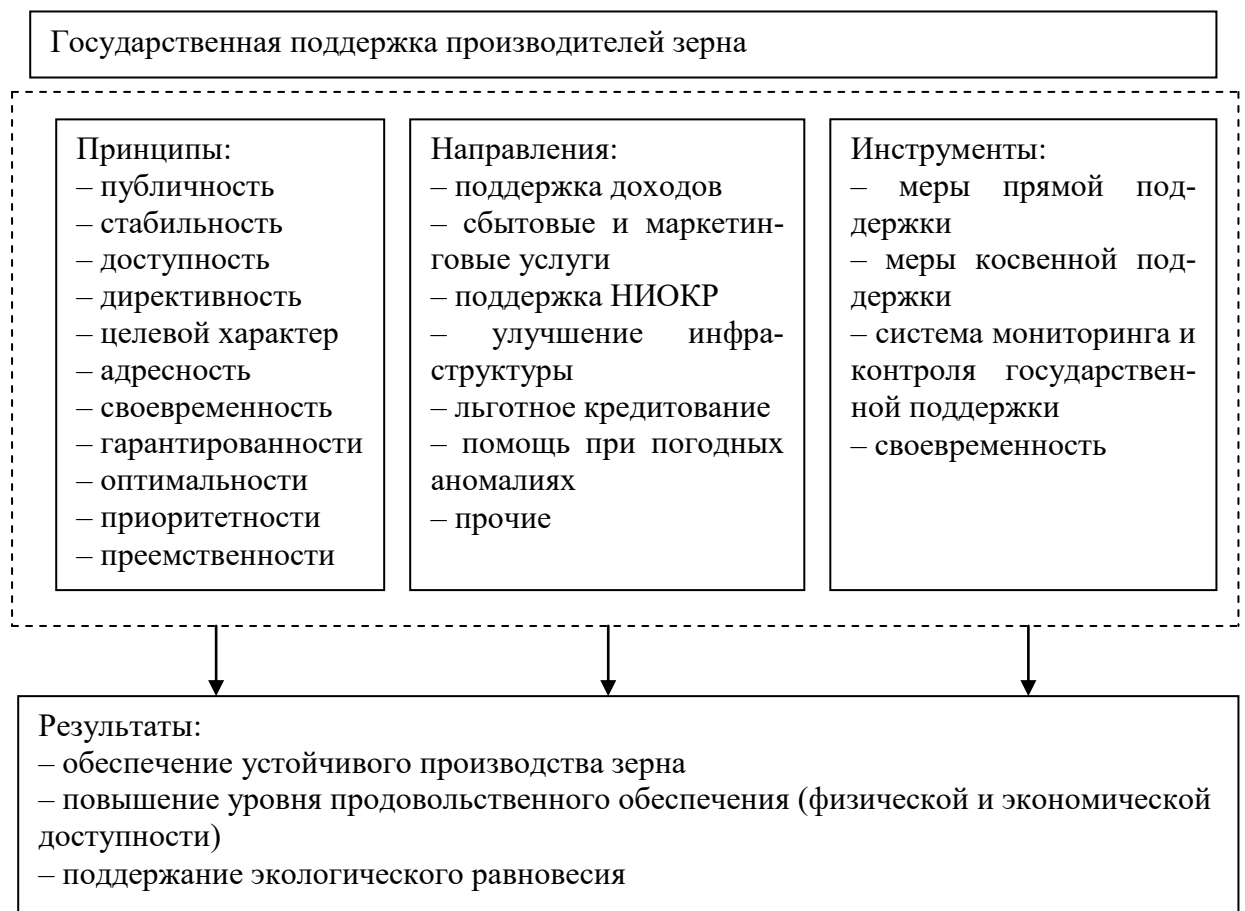 Государственная поддержка производителей зерна
Принципы:
– публичность
– стабильность
– доступность
– директивность
– целевой характер
– адресность
– своевременность
– гарантированности
– оптимальности
– приоритетности
– преемственности
Направления:
– поддержка доходов
– сбытовые и маркетин-
говые услуги
– поддержка НИОКР
– улучшение инфра-
структуры
– льготное кредитование
– помощь при погодных
аномалиях
– прочие
Инструменты:
– меры прямой под-
держки
– меры косвенной под-
держки
– система мониторинга и
контроля государствен-
ной поддержки
– своевременность
Результаты:
– обеспечение устойчивого производства зерна
– повышение уровня продовольственного обеспечения (физической и экономической
доступности)
– поддержание экологического равновесия